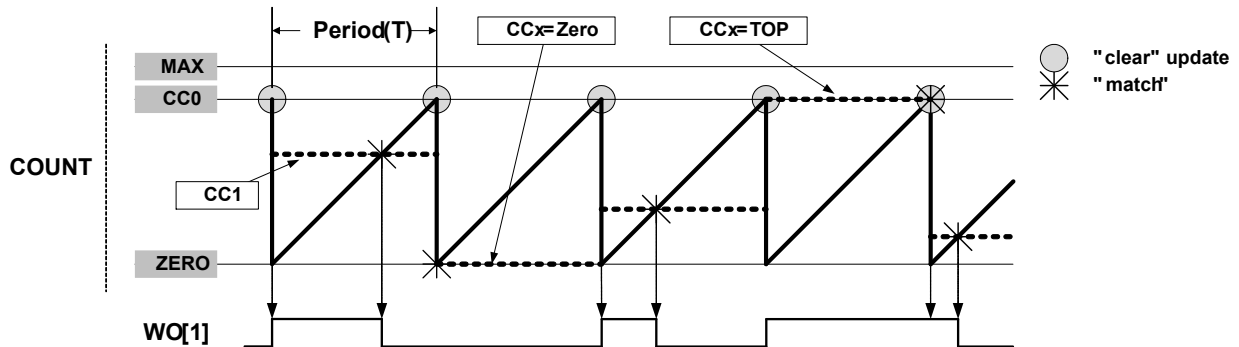 Period(T)
CCx=Zero
CCx=TOP
"clear" update
"match"
MAX
CC0
COUNT
CC1
ZERO
WO[1]